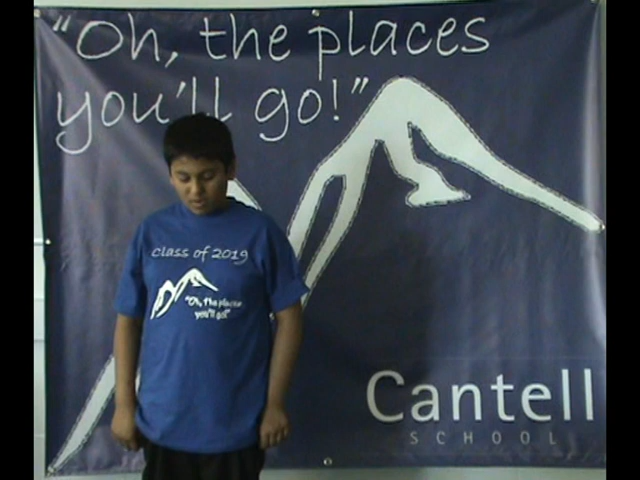 “Oh, the places
you'll go!”
class of 2019
“Oh, the places
you'll go!”
Cantell
SCHOOL